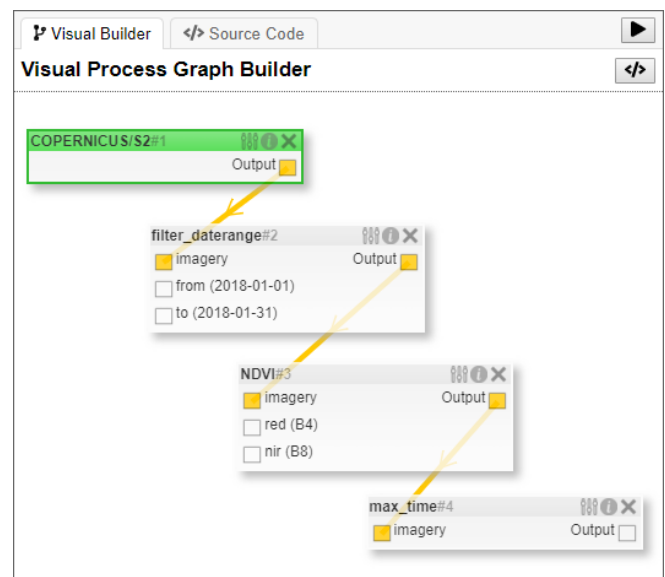 Visual Builder </> Source Code
Visual Process Graph Builder </>
COPERNICUS/S2#1
Output
filter_daterange#2
imagery Output
from (2018-01-01)
to (2018-01-31)
NDVI#3
imagery Output
red (B4)
nir (B8)
max_time#4
imagery Output